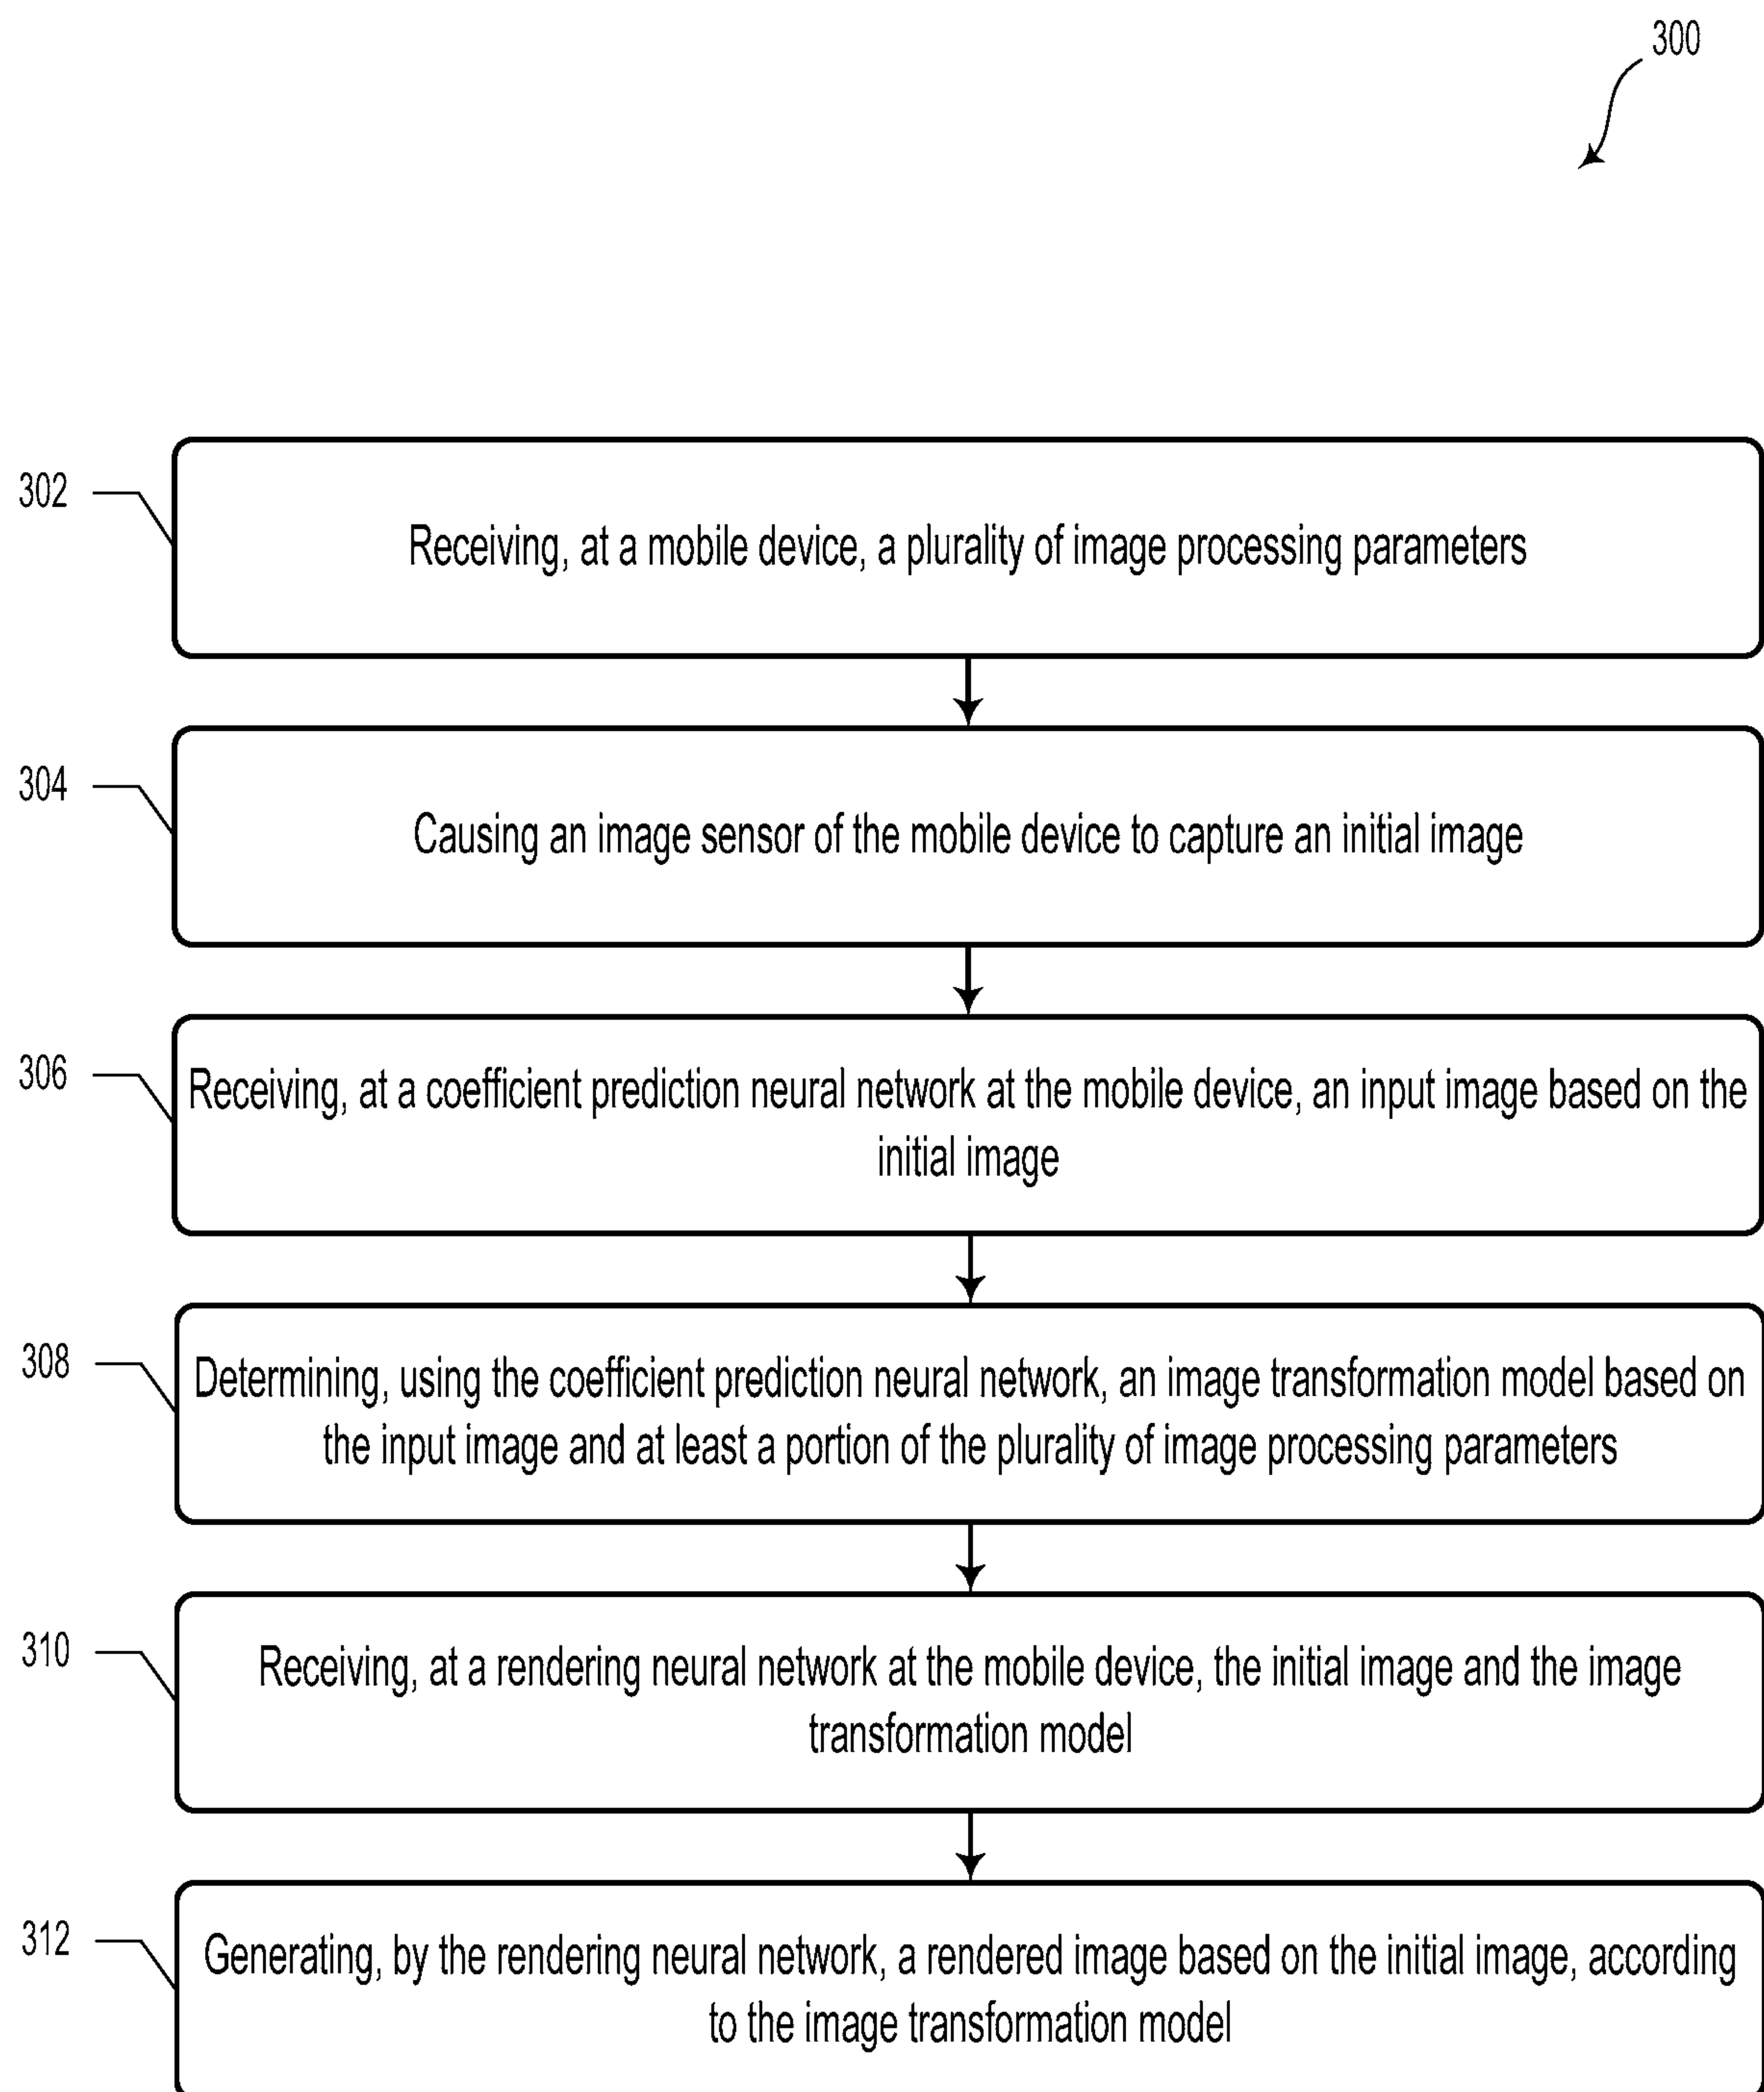 300
302
Receiving, at a mobile device, a plurality of image processing parameters
304
Causing an image sensor of the mobile device to capture an initial image
306
Receiving, at a coefficient prediction neural network at the mobile device, an input image based on the
initial image
308
Determining, using the coefficient prediction neural network, an image transformation model based on
the input image and at least a portion of the plurality of image processing parameters
310
Receiving, at a rendering neural network at the mobile device, the initial image and the image
transformation model
312
Generating, by the rendering neural network, a rendered image based on the initial image, according
to the image transformation model